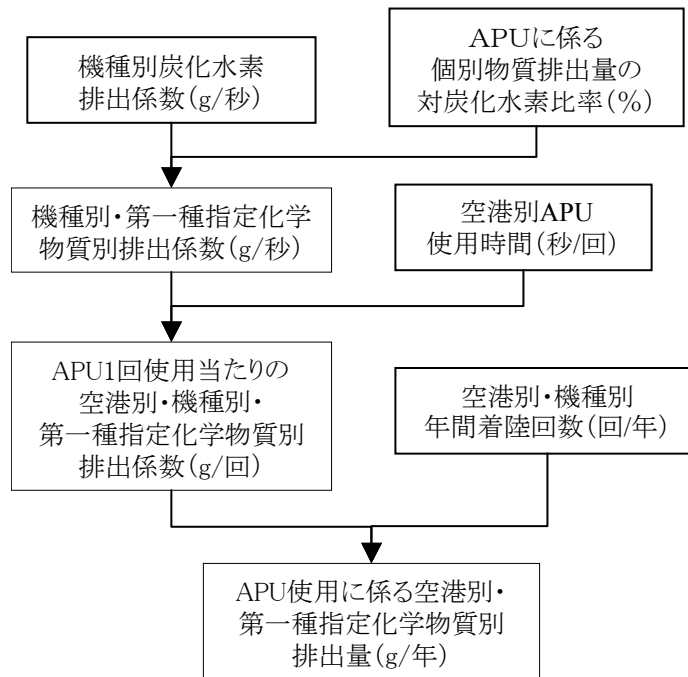 機種別炭化水素
排出係数(g/秒)
APUに係る
個別物質排出量の
対炭化水素比率(%)
機種別・第一種指定化学
物質別排出係数(g/秒)
空港別APU
使用時間(秒/回)
APU1回使用当たりの
空港別・機種別・
第一種指定化学物質別
排出係数(g/回)
空港別・機種別
年間着陸回数(回/年)
APU使用に係る空港別・
第一種指定化学物質別
排出量(g/年)